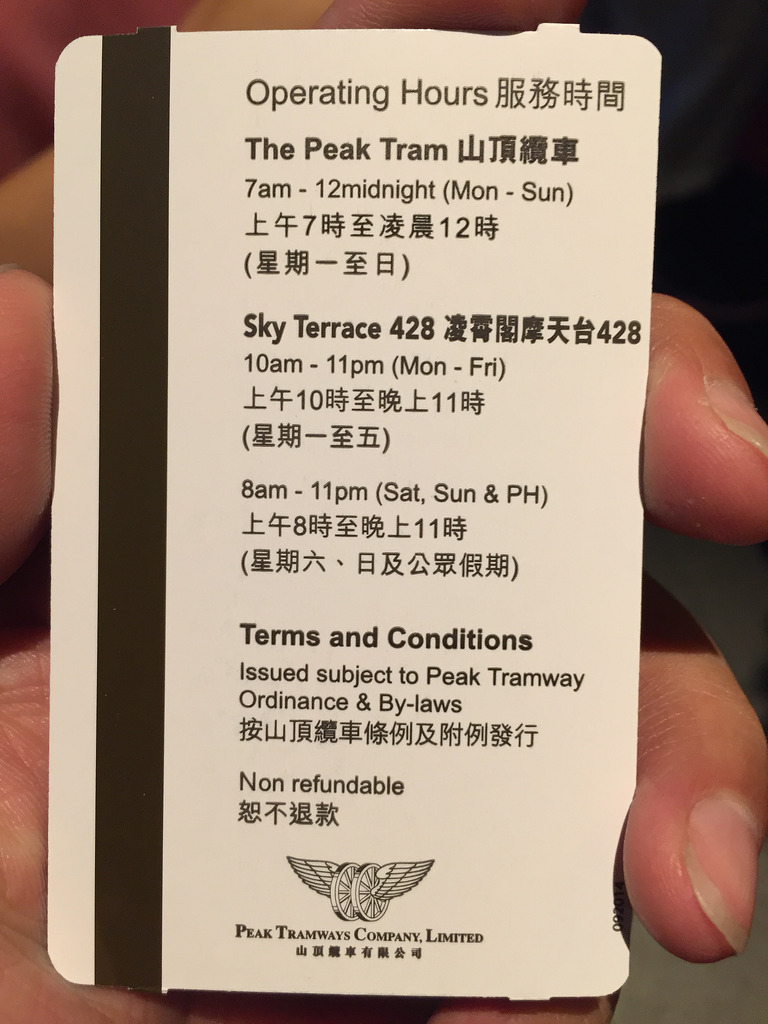 Operating Hours 服務時間
The Peak Tram 山頂纜車
7am - 12midnight (Mon - Sun)
上午7時至凌晨12時
(星期一至日)
Sky Terrace 428 凌霄閣摩天台428
10am - 11pm (Mon - Fri)
上午10時至晚上11時
(星期一至五)
8am - 11pm (Sat, Sun & PH)
上午8時至晚上11時
(星期六、日及公眾假期)
Terms and Conditions
Issued subject to Peak Tramway
Ordinance & By-laws
按山頂纜車條例及附例發行
Non refundable
恕不退款
PEAK TRAMWAYS COMPANY, LIMITED
山頂纜車有限公司
092014